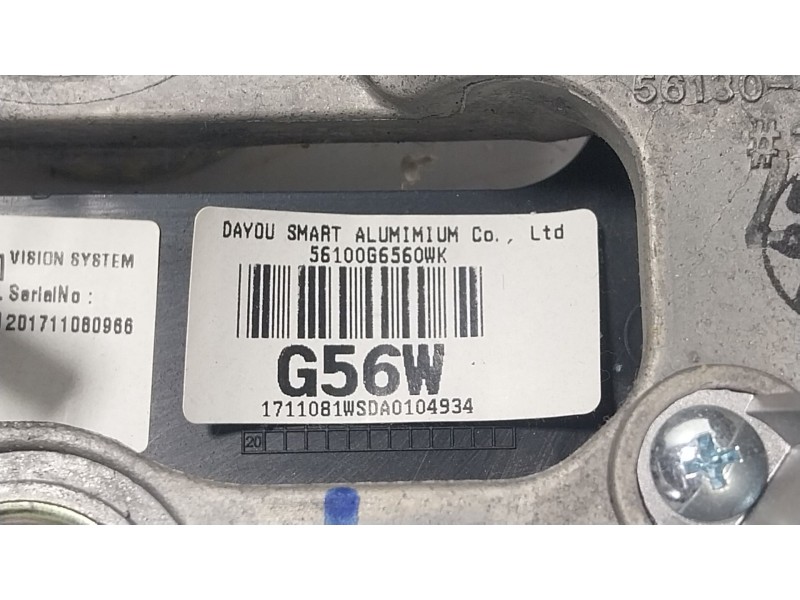 56130-
#
VISION SYSTEM
SerialNo :
201711080966
DAYOU SMART ALUMIMIUM Co., Ltd
56100G6560WK
G56W
1711081WSDA0104934
20